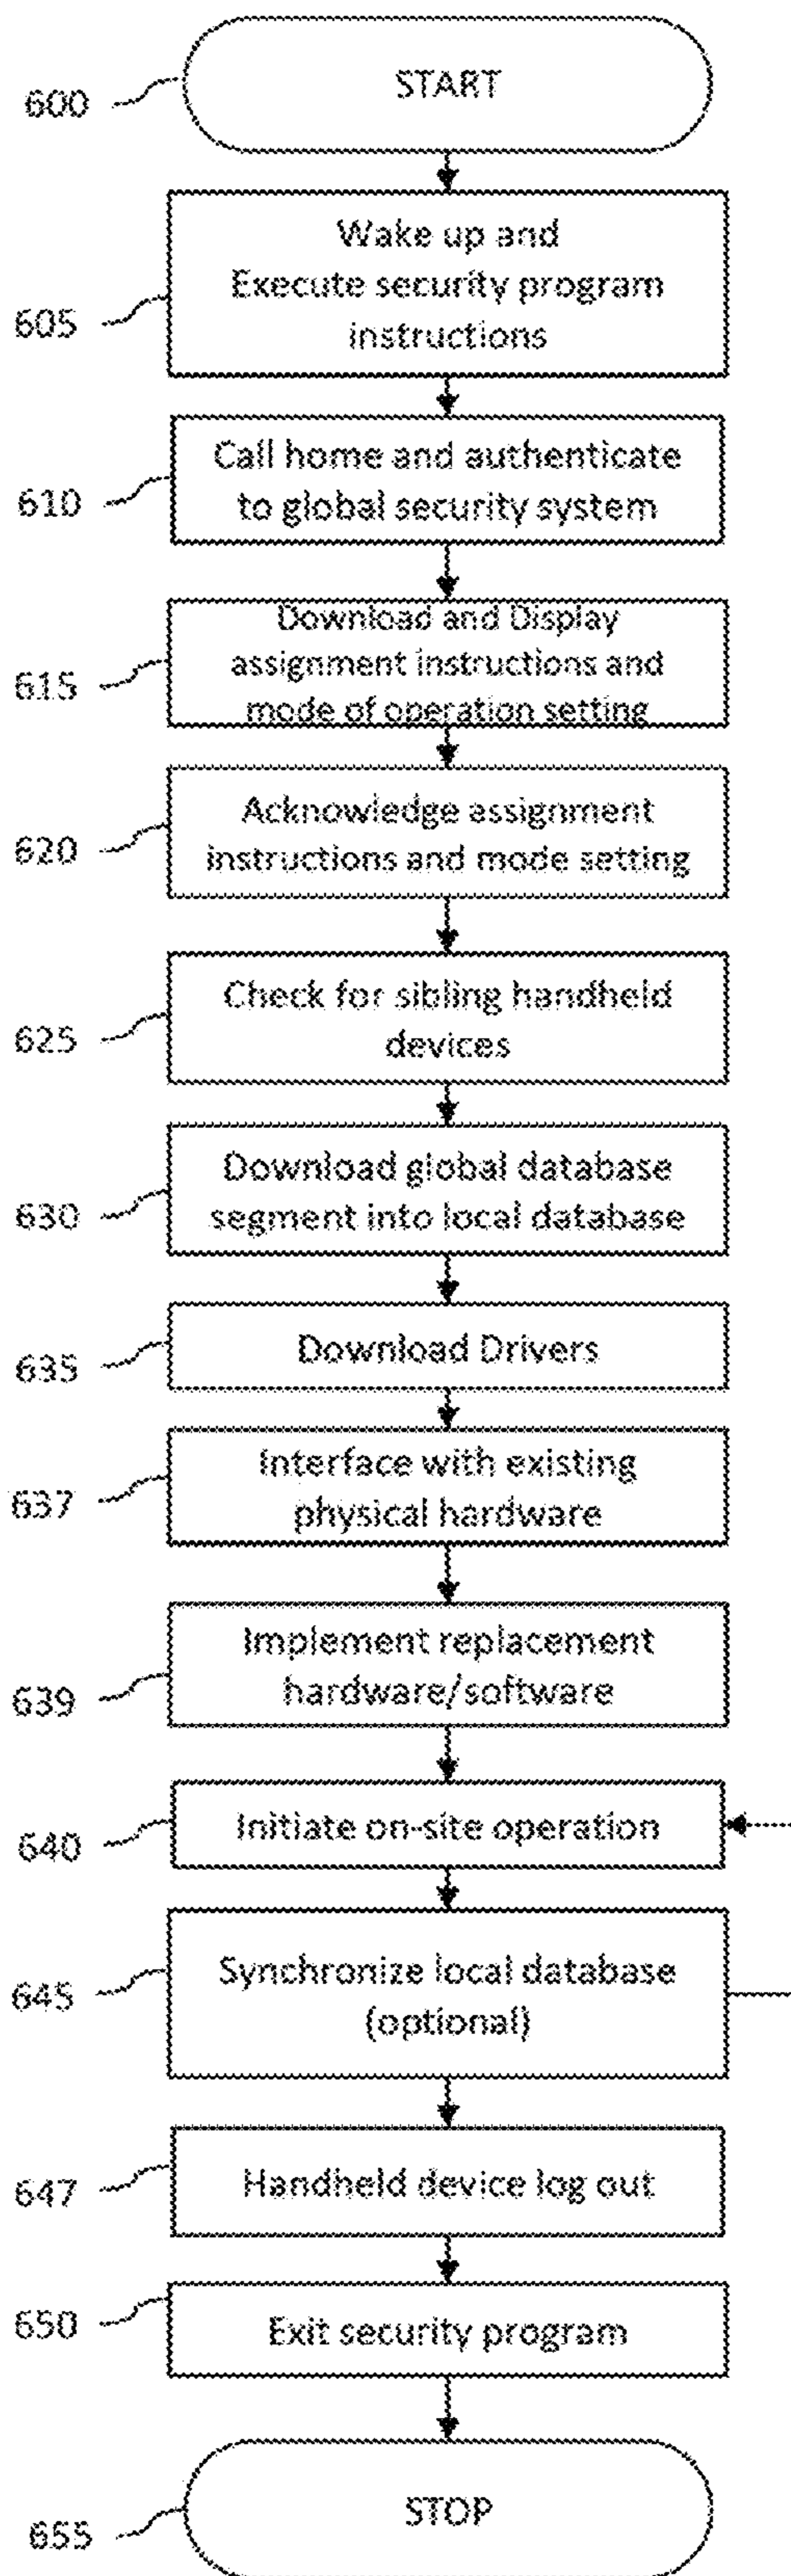 600
START
605
Wake up and
Execute security program
instructions
610
Call home and authenticate
to global security system
615
Download and Display
assignment instructions and
mode of operation setting
620
Acknowledge assignment
instructions and mode setting
625
Check for sibling handheld
devices
630
Download global database
segment into local database
635
Download Drivers
637
Interface with existing
physical hardware
639
Implement replacement
hardware/software
640
Initiate on-site operation
645
Synchronize local database
(optional)
647
Handheld device log out
650
Exit security program
655
STOP